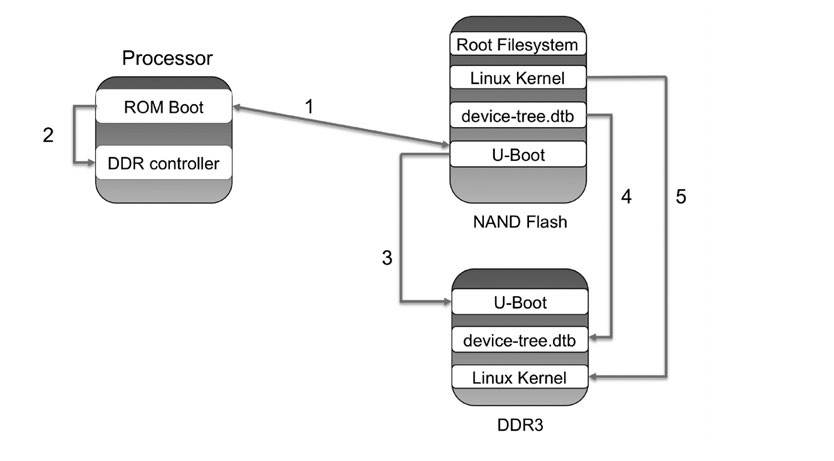 Processor
ROM Boot
DDR controller
2
1
Root Filesystem
Linux Kernel
device-tree.dtb
U-Boot
NAND Flash
3
4
5
U-Boot
device-tree.dtb
Linux Kernel
DDR3